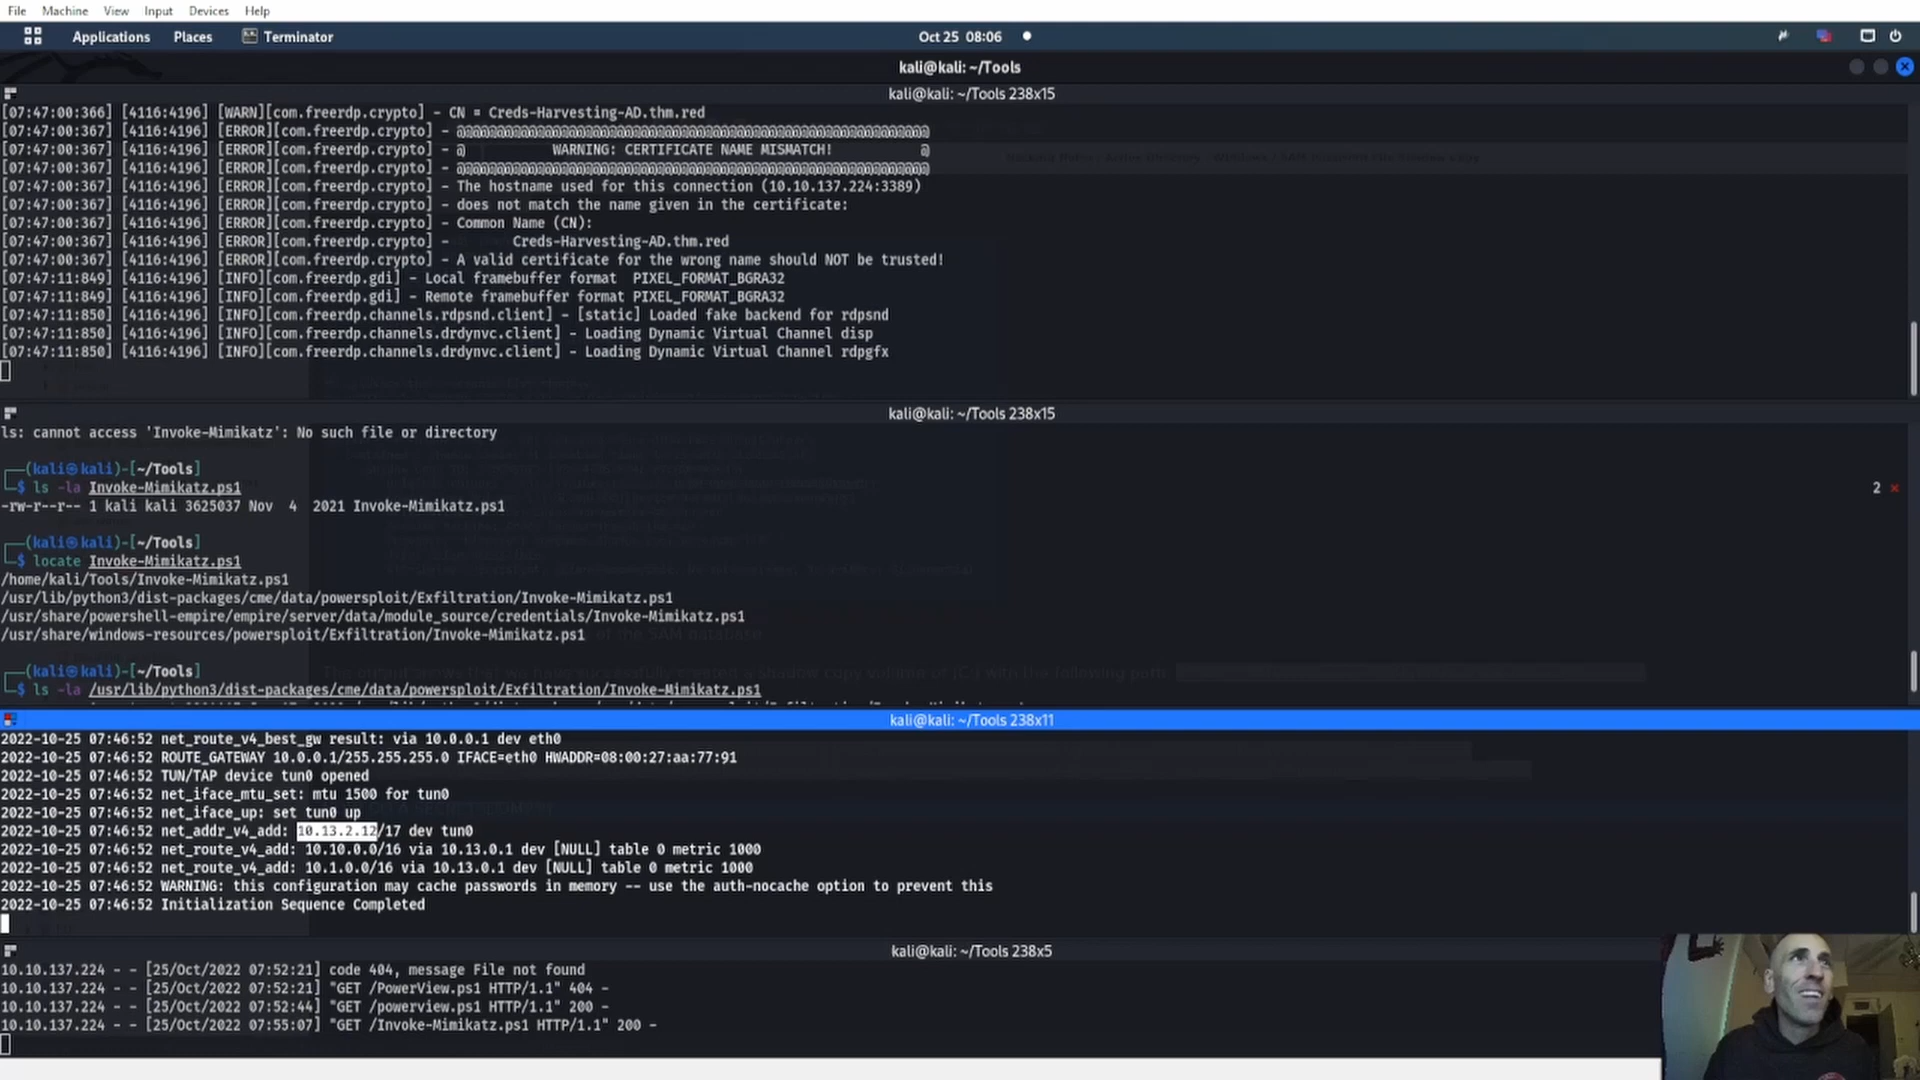 File Machine View Input Devices Help
Applications Places Terminator Oct 25 08:06
kali@kali: ~/Tools
kali@kali: ~/Tools 238x15
[07:47:00:366] [4116:4196] [WARN][com.freerdp.crypto] - CN = Creds-Harvesting-AD.thm.red
[07:47:00:367] [4116:4196] [ERROR][com.freerdp.crypto] - @@@@@@@@@@@@@@@@@@@@@@@@@@@@@@@@@@@@@@@@@@@@@@@@@@@@@@@@@@@
[07:47:00:367] [4116:4196] [ERROR][com.freerdp.crypto] - @ WARNING: CERTIFICATE NAME MISMATCH! @
[07:47:00:367] [4116:4196] [ERROR][com.freerdp.crypto] - @@@@@@@@@@@@@@@@@@@@@@@@@@@@@@@@@@@@@@@@@@@@@@@@@@@@@@@@@@@
[07:47:00:367] [4116:4196] [ERROR][com.freerdp.crypto] - The hostname used for this connection (10.10.137.224:3389)
[07:47:00:367] [4116:4196] [ERROR][com.freerdp.crypto] - does not match the name given in the certificate:
[07:47:00:367] [4116:4196] [ERROR][com.freerdp.crypto] - Common Name (CN):
[07:47:00:367] [4116:4196] [ERROR][com.freerdp.crypto] - Creds-Harvesting-AD.thm.red
[07:47:00:367] [4116:4196] [ERROR][com.freerdp.crypto] - A valid certificate for the wrong name should NOT be trusted!
[07:47:11:849] [4116:4196] [INFO][com.freerdp.gdi] - Local framebuffer format PIXEL_FORMAT_BGRA32
[07:47:11:849] [4116:4196] [INFO][com.freerdp.gdi] - Remote framebuffer format PIXEL_FORMAT_BGRA32
[07:47:11:850] [4116:4196] [INFO][com.freerdp.channels.rdpsnd.client] - [static] Loaded fake backend for rdpsnd
[07:47:11:850] [4116:4196] [INFO][com.freerdp.channels.drdynvc.client] - Loading Dynamic Virtual Channel disp
[07:47:11:850] [4116:4196] [INFO][com.freerdp.channels.drdynvc.client] - Loading Dynamic Virtual Channel rdpgfx
kali@kali: ~/Tools 238x15
ls: cannot access 'Invoke-Mimikatz': No such file or directory
┌──(kali㉿kali)-[~/Tools]
└─$ ls -la Invoke-Mimikatz.ps1 2 ⨯
-rw-r--r-- 1 kali kali 3625037 Nov 4 2021 Invoke-Mimikatz.ps1
┌──(kali㉿kali)-[~/Tools]
└─$ locate Invoke-Mimikatz.ps1
/home/kali/Tools/Invoke-Mimikatz.ps1
/usr/lib/python3/dist-packages/cme/data/powersploit/Exfiltration/Invoke-Mimikatz.ps1
/usr/share/powershell-empire/empire/server/data/module_source/credentials/Invoke-Mimikatz.ps1
/usr/share/windows-resources/powersploit/Exfiltration/Invoke-Mimikatz.ps1
┌──(kali㉿kali)-[~/Tools]
└─$ ls -la /usr/lib/python3/dist-packages/cme/data/powersploit/Exfiltration/Invoke-Mimikatz.ps1
kali@kali: ~/Tools 238x11
2022-10-25 07:46:52 net_route_v4_best_gw result: via 10.0.0.1 dev eth0
2022-10-25 07:46:52 ROUTE_GATEWAY 10.0.0.1/255.255.255.0 IFACE=eth0 HWADDR=08:00:27:aa:77:91
2022-10-25 07:46:52 TUN/TAP device tun0 opened
2022-10-25 07:46:52 net_iface_mtu_set: mtu 1500 for tun0
2022-10-25 07:46:52 net_iface_up: set tun0 up
2022-10-25 07:46:52 net_addr_v4_add: 10.13.2.12/17 dev tun0
2022-10-25 07:46:52 net_route_v4_add: 10.10.0.0/16 via 10.13.0.1 dev [NULL] table 0 metric 1000
2022-10-25 07:46:52 net_route_v4_add: 10.1.0.0/16 via 10.13.0.1 dev [NULL] table 0 metric 1000
2022-10-25 07:46:52 WARNING: this configuration may cache passwords in memory -- use the auth-nocache option to prevent this
2022-10-25 07:46:52 Initialization Sequence Completed
kali@kali: ~/Tools 238x5
10.10.137.224 - - [25/Oct/2022 07:52:21] code 404, message File not found
10.10.137.224 - - [25/Oct/2022 07:52:21] "GET /PowerView.ps1 HTTP/1.1" 404 -
10.10.137.224 - - [25/Oct/2022 07:52:44] "GET /powerview.ps1 HTTP/1.1" 200 -
10.10.137.224 - - [25/Oct/2022 07:55:07] "GET /Invoke-Mimikatz.ps1 HTTP/1.1" 200 -